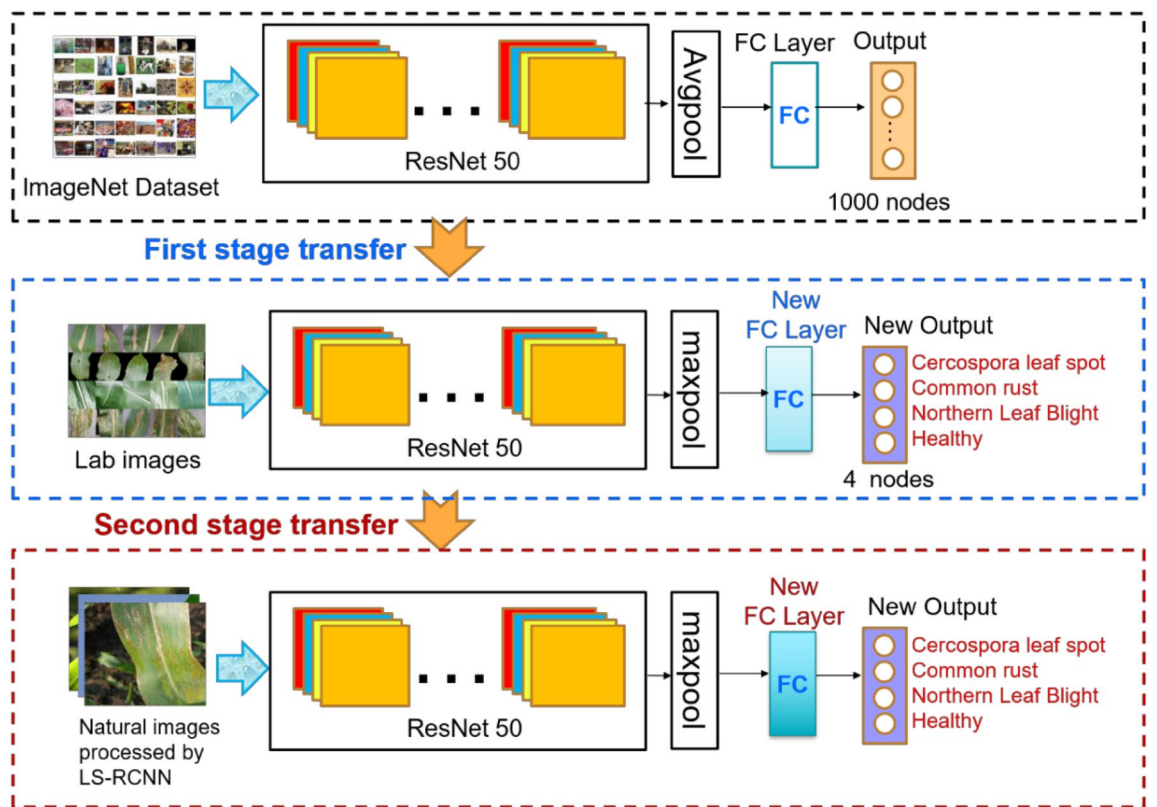 ImageNet Dataset
ResNet 50
Avgpool
FC Layer
FC
Output
1000 nodes
First stage transfer
Lab images
ResNet 50
maxpool
New
FC Layer
FC
New Output
Cercospora leaf spot
Common rust
Northern Leaf Blight
Healthy
4 nodes
Second stage transfer
Natural images
processed by
LS-RCNN
ResNet 50
maxpool
New
FC Layer
FC
New Output
Cercospora leaf spot
Common rust
Northern Leaf Blight
Healthy